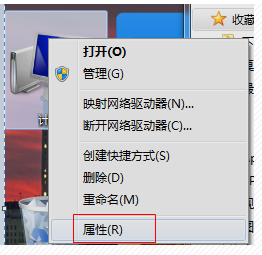 收藏
打开(O)
管理(G)
映射网络驱动器(N)...
断开网络驱动器(C)...
创建快捷方式(S)
删除(D)
重命名(M)
属性(R)